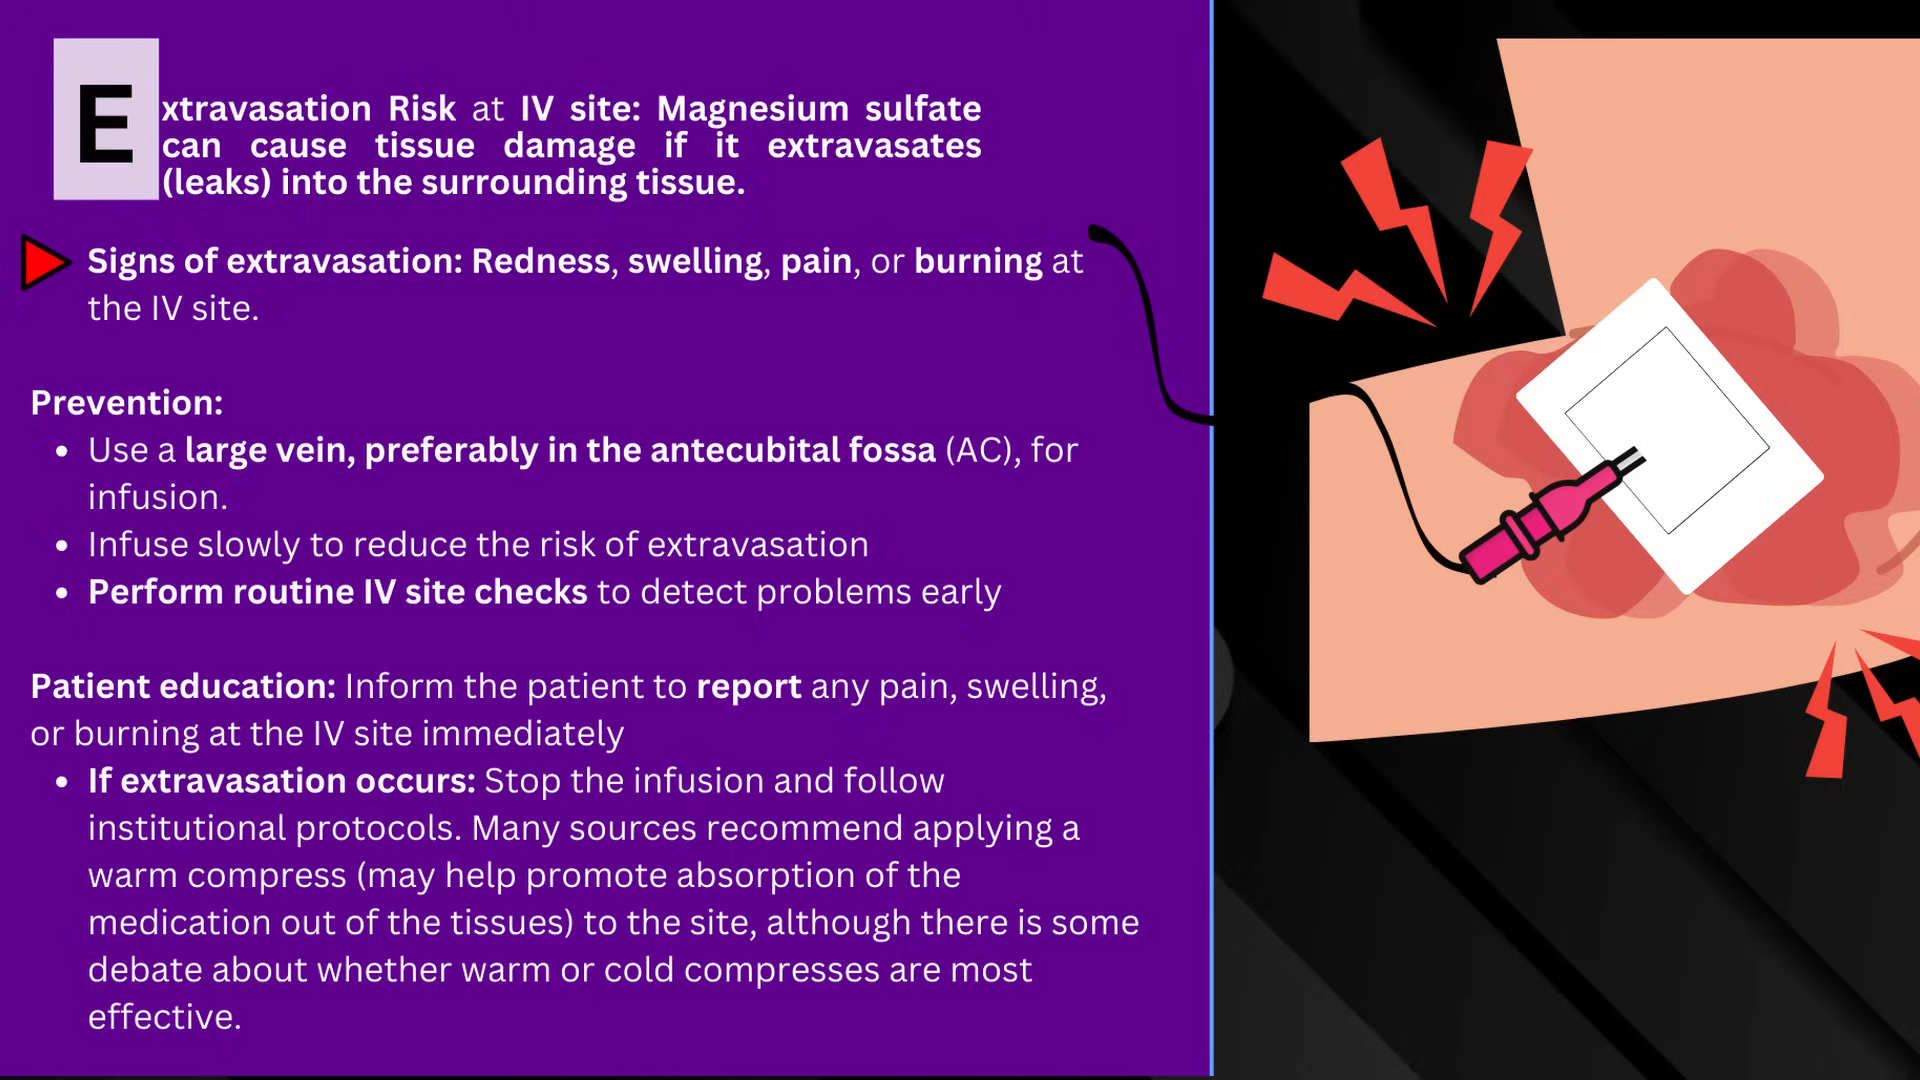 Extravasation Risk at IV site: Magnesium sulfate
can cause tissue damage if it extravasates
(leaks) into the surrounding tissue.
Signs of extravasation: Redness, swelling, pain, or burning at
the IV site.
Prevention:
• Use a large vein, preferably in the antecubital fossa (AC), for
infusion.
• Infuse slowly to reduce the risk of extravasation
• Perform routine IV site checks to detect problems early
Patient education: Inform the patient to report any pain, swelling,
or burning at the IV site immediately
• If extravasation occurs: Stop the infusion and follow
institutional protocols. Many sources recommend applying a
warm compress (may help promote absorption of the
medication out of the tissues) to the site, although there is some
debate about whether warm or cold compresses are most
effective.